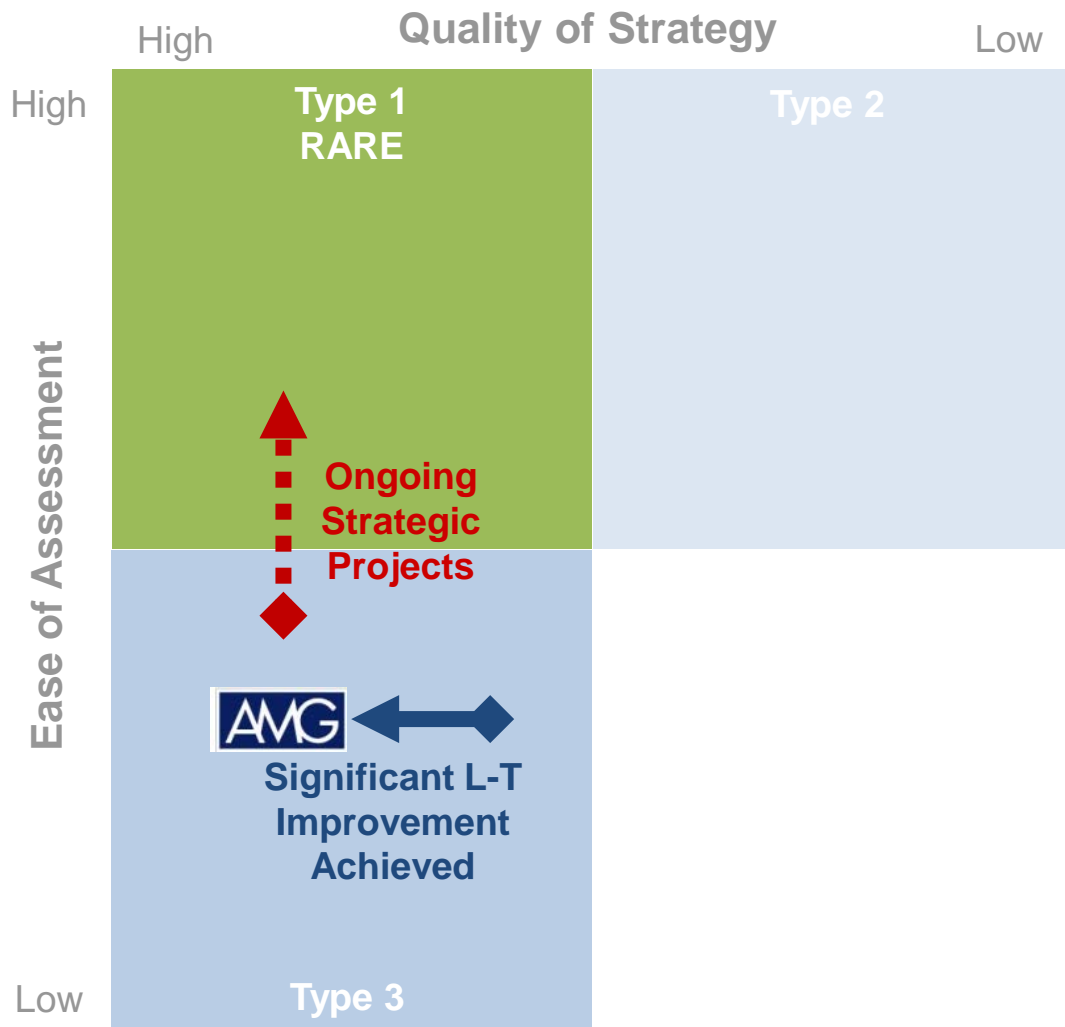 Quality of Strategy
High
Low
High
Type 1
RARE
Type 2
Ease of Assessment
Ongoing
Strategic
Projects
AMG
Significant L-T
Improvement
Achieved
Low
Type 3